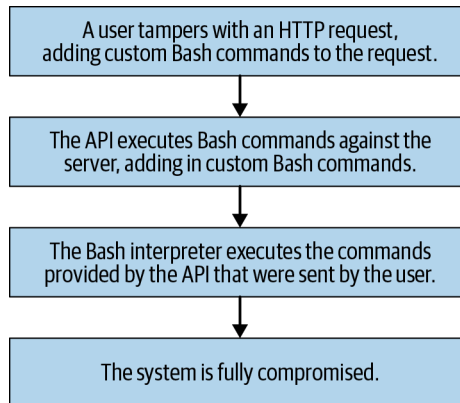 A user tampers with an HTTP request,
adding custom Bash commands to the request.
The API executes Bash commands against the
server, adding in custom Bash commands.
The Bash interpreter executes the commands
provided by the API that were sent by the user.
The system is fully compromised.